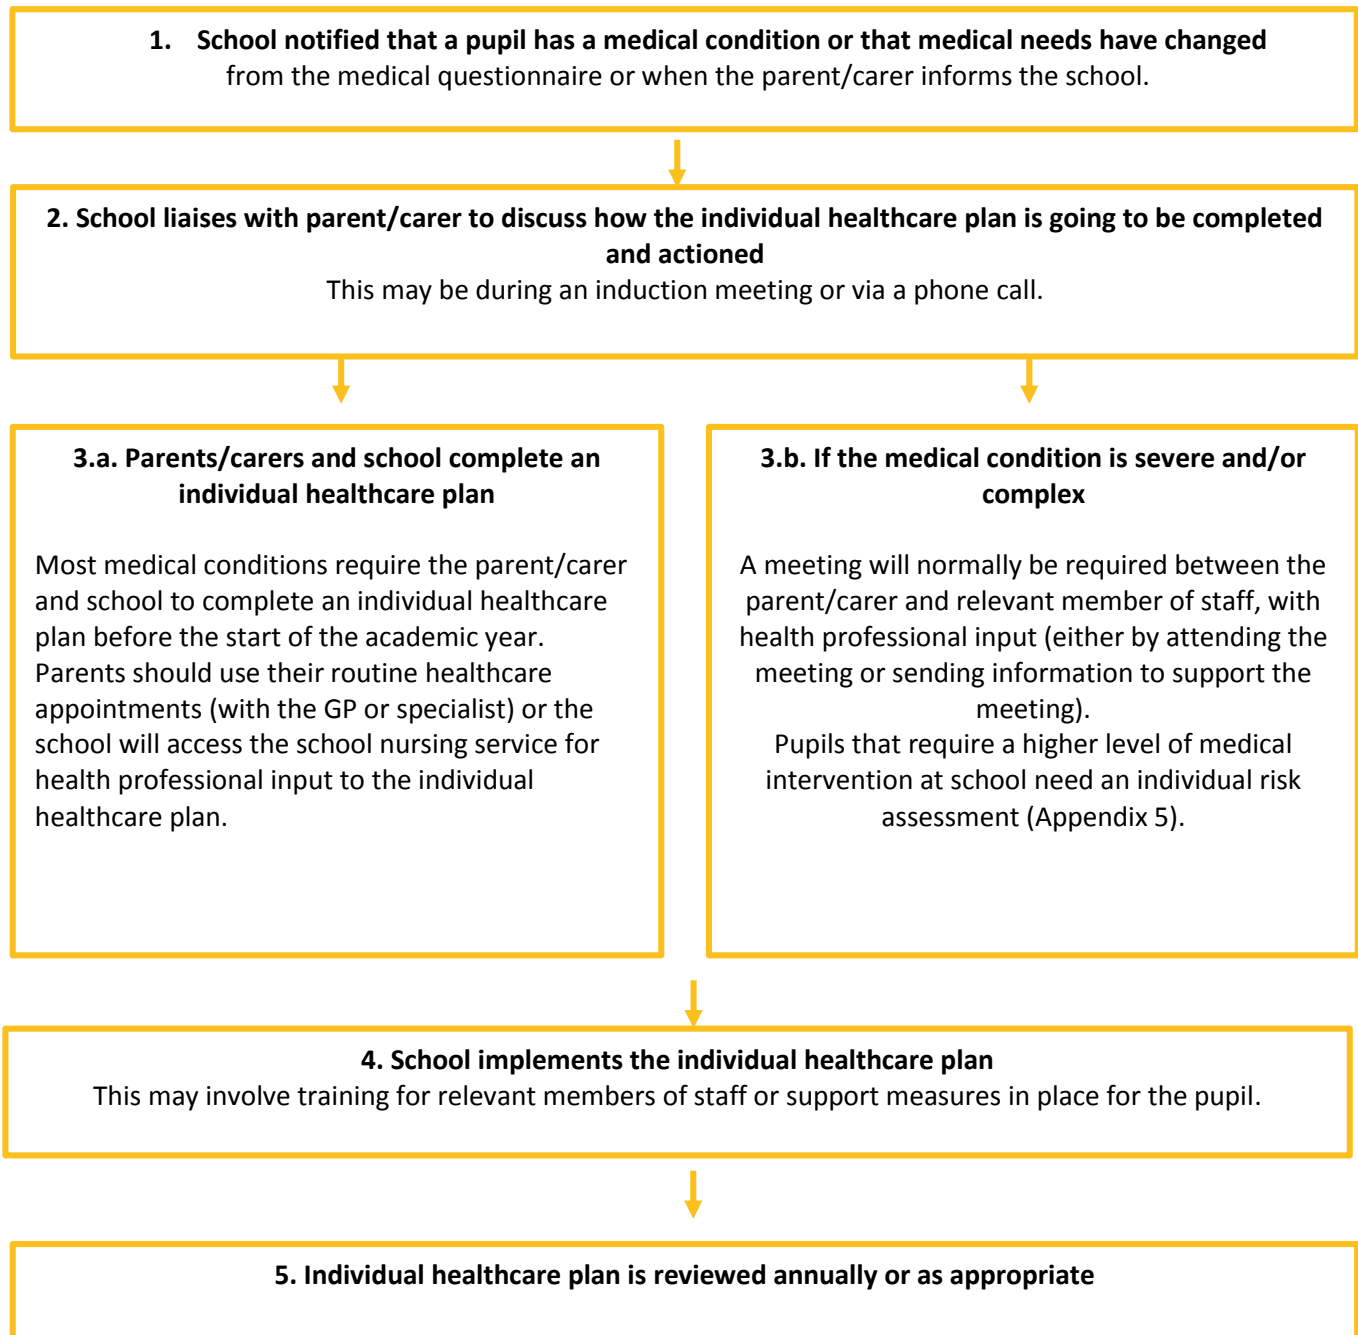 1. School notified that a pupil has a medical condition or that medical needs have changed
from the medical questionnaire or when the parent/carer informs the school.
2. School liaises with parent/carer to discuss how the individual healthcare plan is going to be completed
and actioned
This may be during an induction meeting or via a phone call.
3.a. Parents/carers and school complete an
individual healthcare plan
Most medical conditions require the parent/carer
and school to complete an individual healthcare
plan before the start of the academic year.
Parents should use their routine healthcare
appointments (with the GP or specialist) or the
school will access the school nursing service for
health professional input to the individual
healthcare plan.
3.b. If the medical condition is severe and/or
complex
A meeting will normally be required between the
parent/carer and relevant member of staff, with
health professional input (either by attending the
meeting or sending information to support the
meeting).
Pupils that require a higher level of medical
intervention at school need an individual risk
assessment (Appendix 5).
4. School implements the individual healthcare plan
This may involve training for relevant members of staff or support measures in place for the pupil.
5. Individual healthcare plan is reviewed annually or as appropriate